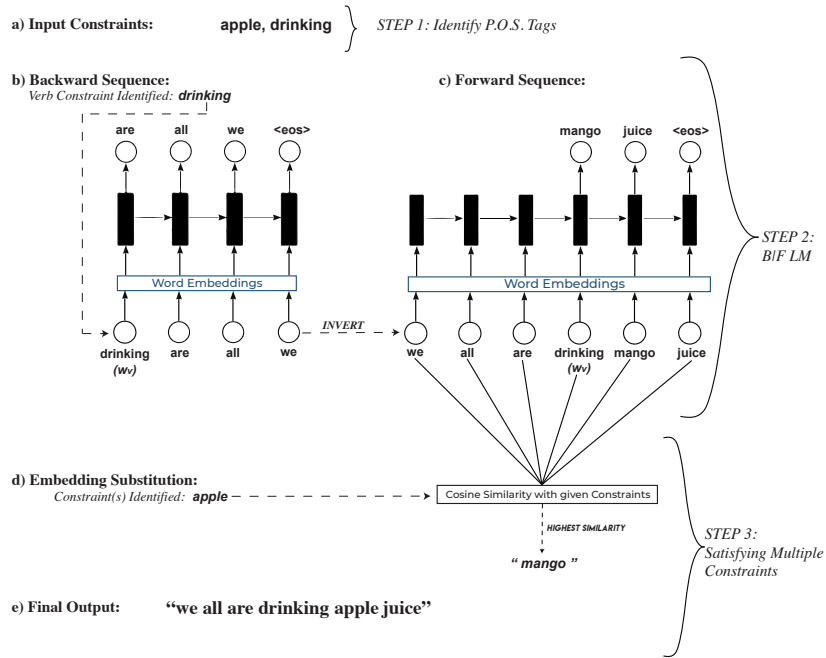 a) Input Constraints: apple, drinking STEP 1: Identify P.O.S. Tags
b) Backward Sequence:
Verb Constraint Identified: drinking
c) Forward Sequence:
are all we <eos>
mango juice <eos>
Word Embeddings
Word Embeddings
STEP 2:
B|F LM
INVERT
drinking are all we
(wv)
we all are drinking mango juice
(wv)
d) Embedding Substitution:
Constraint(s) Identified: apple
Cosine Similarity with given Constraints
HIGHEST SIMILARITY
“ mango ”
STEP 3:
Satisfying Multiple
Constraints
e) Final Output: “we all are drinking apple juice”